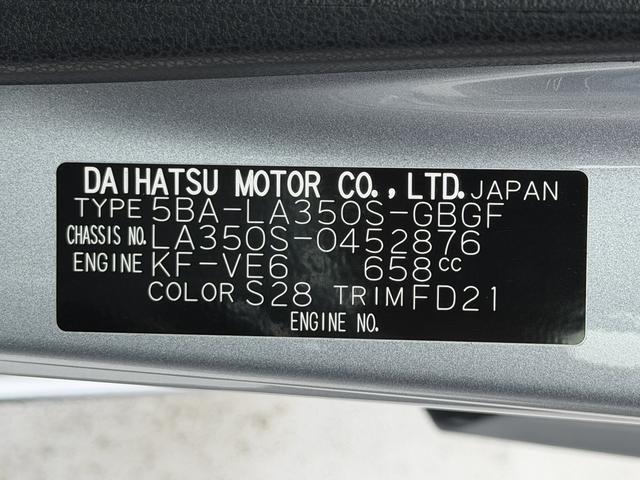 DAIHATSU MOTOR CO., LTD. JAPAN
TYPE 5BA-LA350S-GBGF
CHASSIS NO. LA350S-0452876
ENGINE KF-VE6 658cc
COLOR S28 TRIM FD21
ENGINE NO.